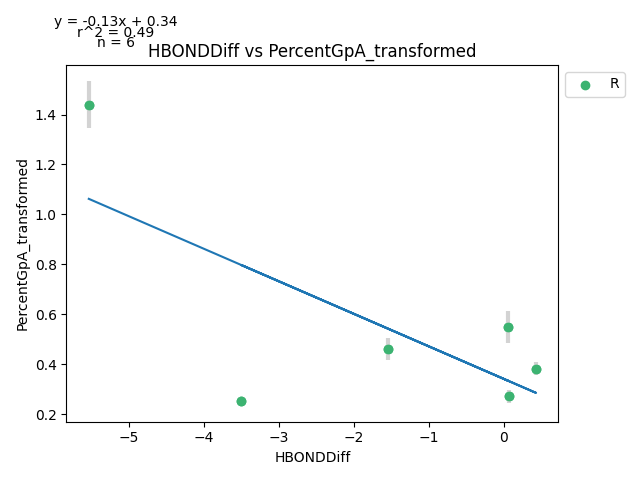 y = -0.13x + 0.34
r^2 = 0.49
n = 6
HBONDDiff vs PercentGpA_transformed
R
PercentGpA_transformed
1.4
1.2
1.0
0.8
0.6
0.4
0.2
−5
−4
−3
−2
−1
0
HBONDDiff